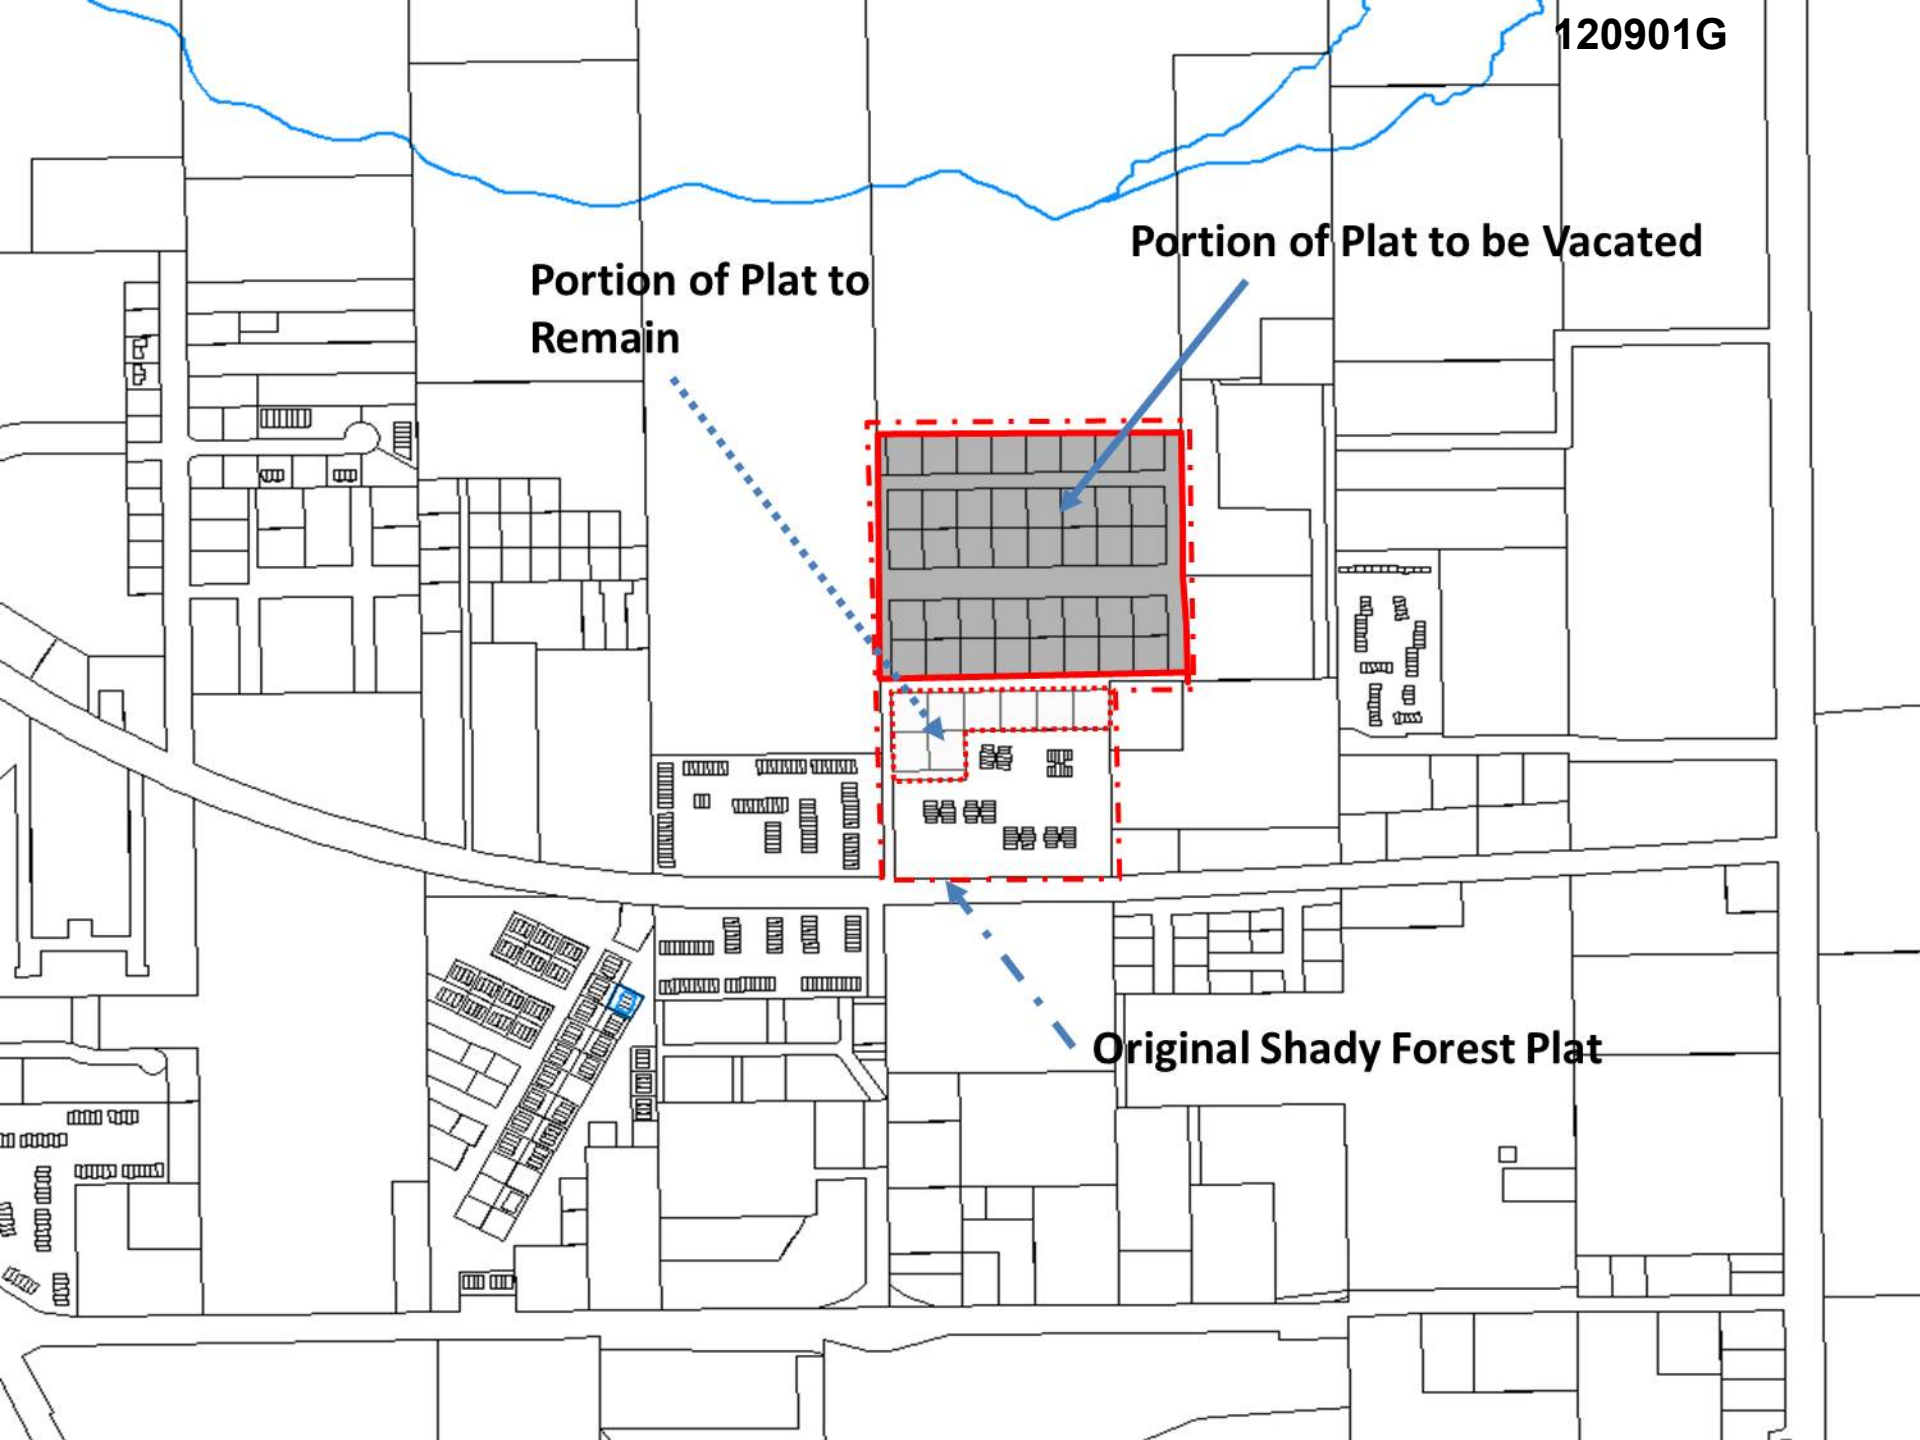 120901G
Portion of Plat to be Vacated
Portion of Plat to
Remain
Original Shady Forest Plat